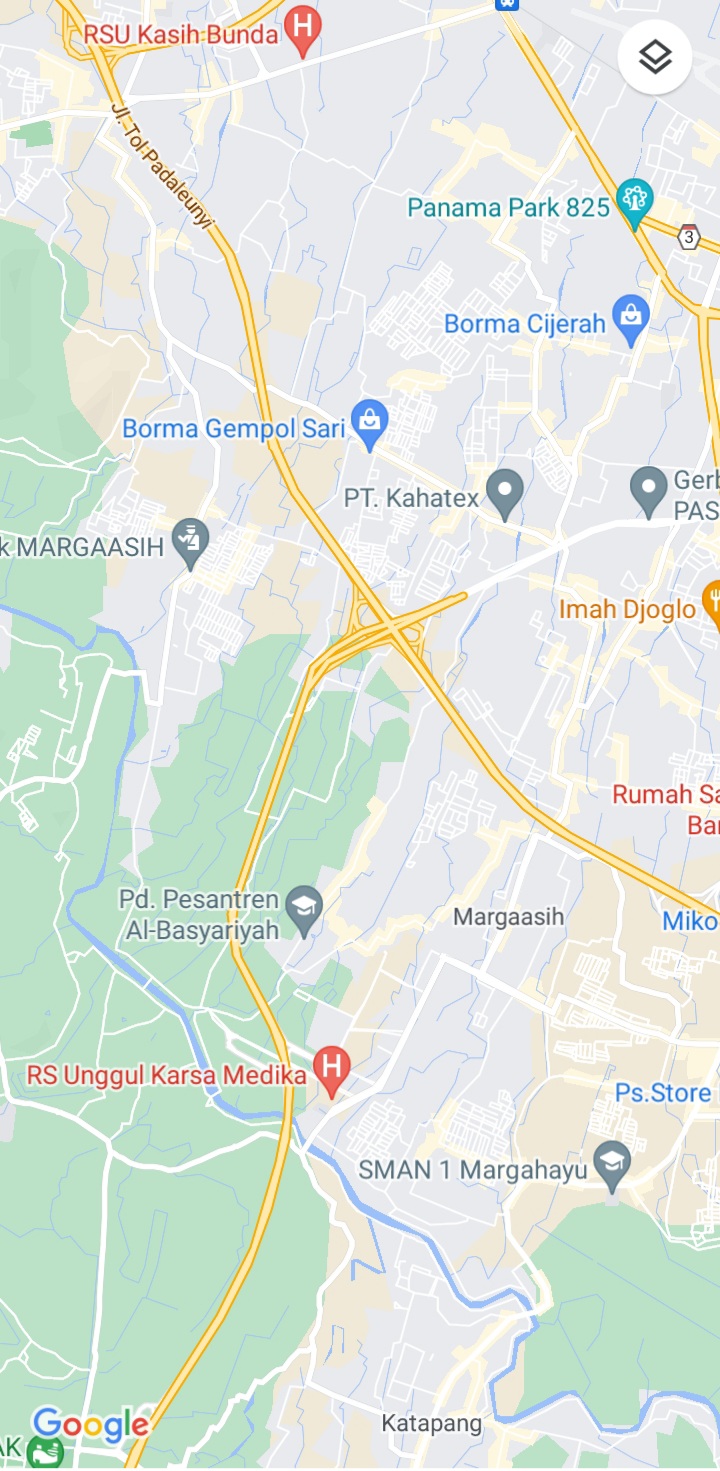 RSU Kasih Bunda
H
Jl. Tol Padaleunyi
Panama Park 825
3
Borma Cijerah
Borma Gempol Sari
PT. Kahatex
Gerb
PAS
k MARGAASIH
Imah Djoglo
Rumah Sa
Ban
Pd. Pesantren
Al-Basyariyah
Margaasih
Miko
RS Unggul Karsa Medika
H
Ps.Store
SMAN 1 Margahayu
Google
Katapang
AK